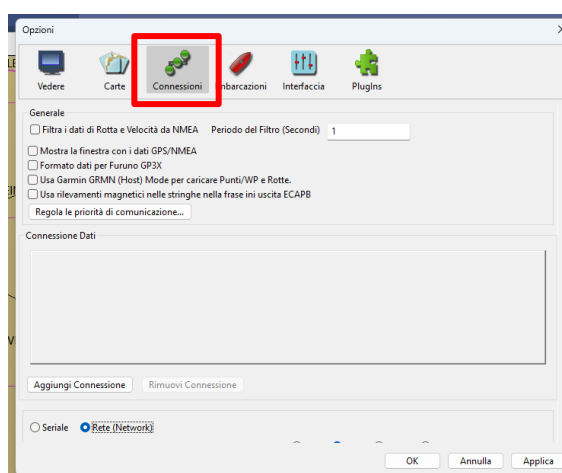 Opzioni
Vedere Carte Connessioni Imbarcazioni Interfaccia PlugIns
Generale
Filtra i dati di Rotta e Velocità da NMEA Periodo del Filtro (Secondi) 1
Mostra la finestra con i dati GPS/NMEA
Formato dati per Furuno GP3X
Usa Garmin GRMN (Host) Mode per caricare Punti/WP e Rotte.
Usa rilevamenti magnetici nelle stringhe nella frase ini uscita ECAPB
Regola le priorità di comunicazione...
Connessione Dati
Aggiungi Connessione Rimuovi Connessione
Seriale Rete (Network)
OK Annulla Applica